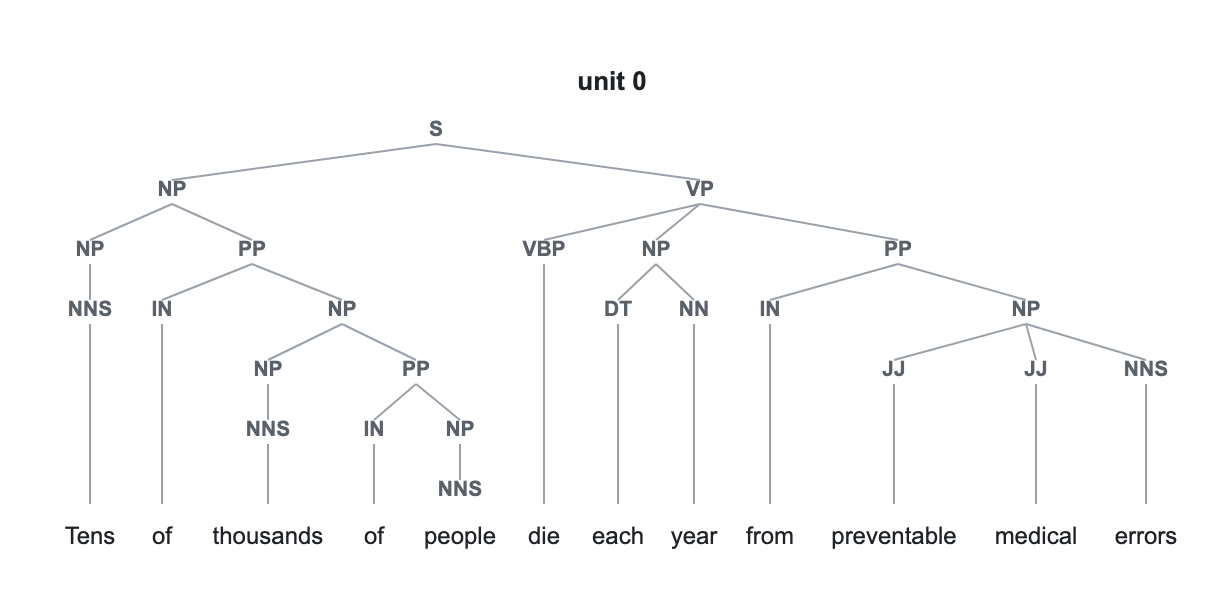 unit 0
S
NP VP
NP PP VBP NP PP
NNS IN NP DT NN IN NP
NP PP JJ JJ NNS
NNS IN NP
NNS
Tens of thousands of people die each year from preventable medical errors